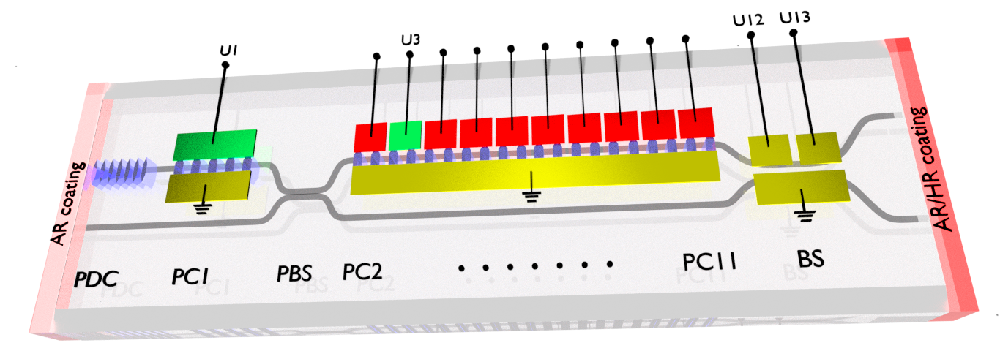 U1
U3
U12
U13
AR coating
AR/HR coating
PDC
PC1
PBS
PC2
. . . . . . .
PC11
BS